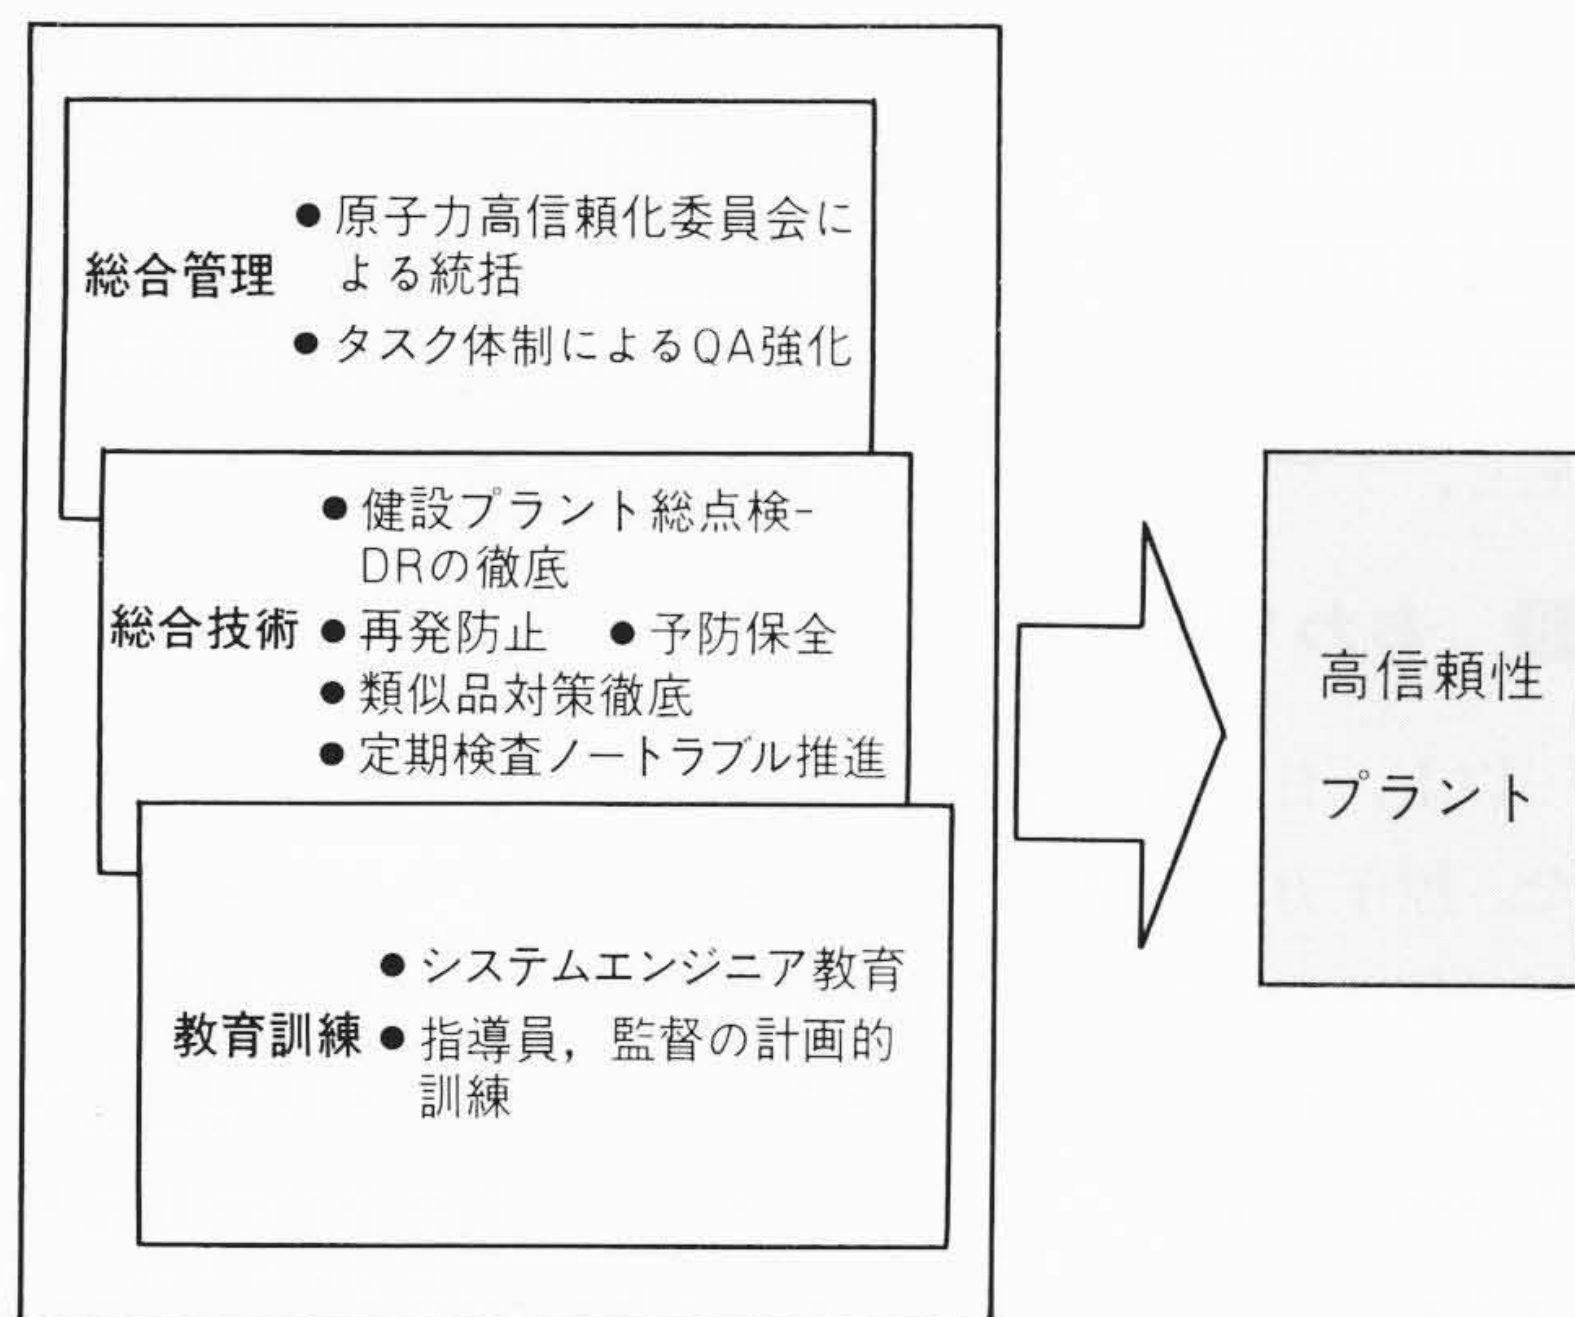 総合管理
● 原子力高信頼化委員会に
よる統括
● タスク体制によるQA強化
総合技術
● 健設プラント総点検-
DRの徹底
● 再発防止 ● 予防保全
● 類似品対策徹底
● 定期検査ノートラブル推進
教育訓練
● システムエンジニア教育
● 指導員，監督の計画的
訓練
高信頼性
プラント